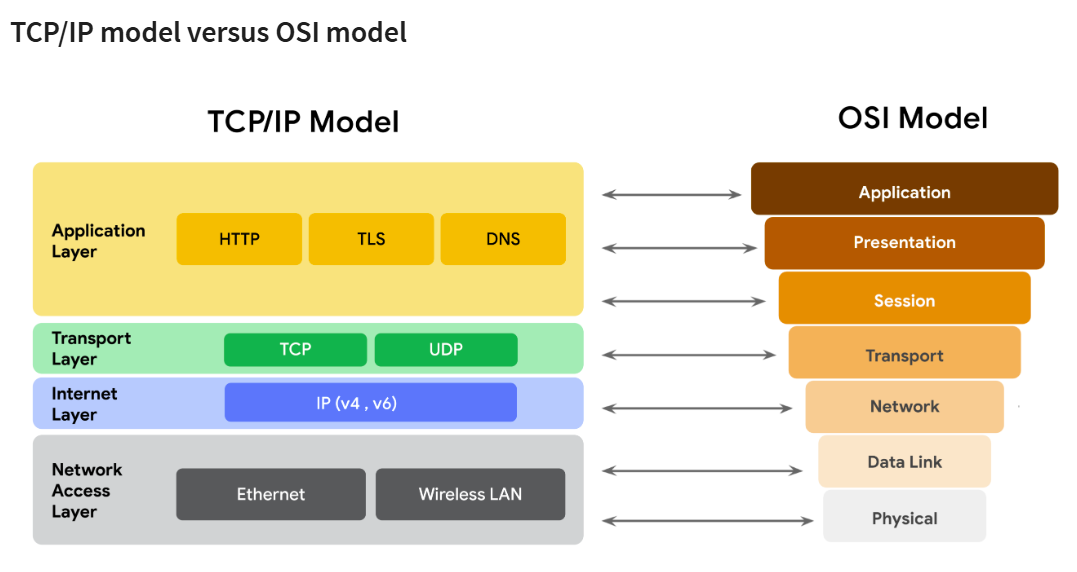 TCP/IP model versus OSI model
TCP/IP Model
OSI Model
Application
Layer
HTTP
TLS
DNS
Transport
Layer
TCP
UDP
Internet
Layer
IP (v4 , v6)
Network
Access
Layer
Ethernet
Wireless LAN
Application
Presentation
Session
Transport
Network
Data Link
Physical